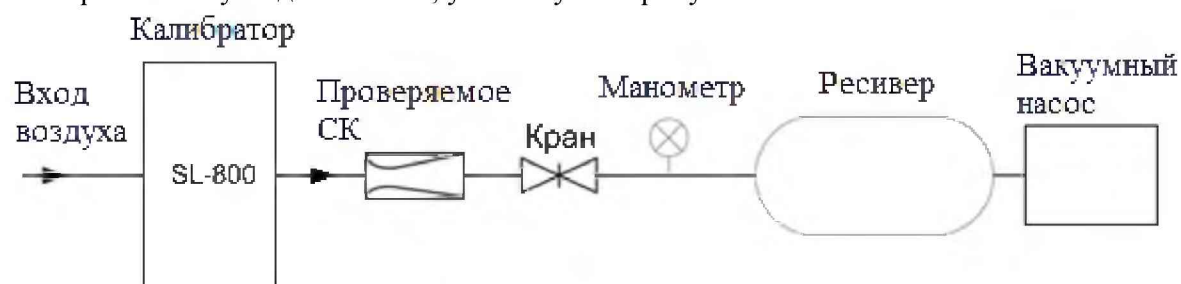 Калибратор
Вход
воздуха
SL-800
Проверяемое
СК
Кран
Манометр
Ресивер
Вакуумный
насос